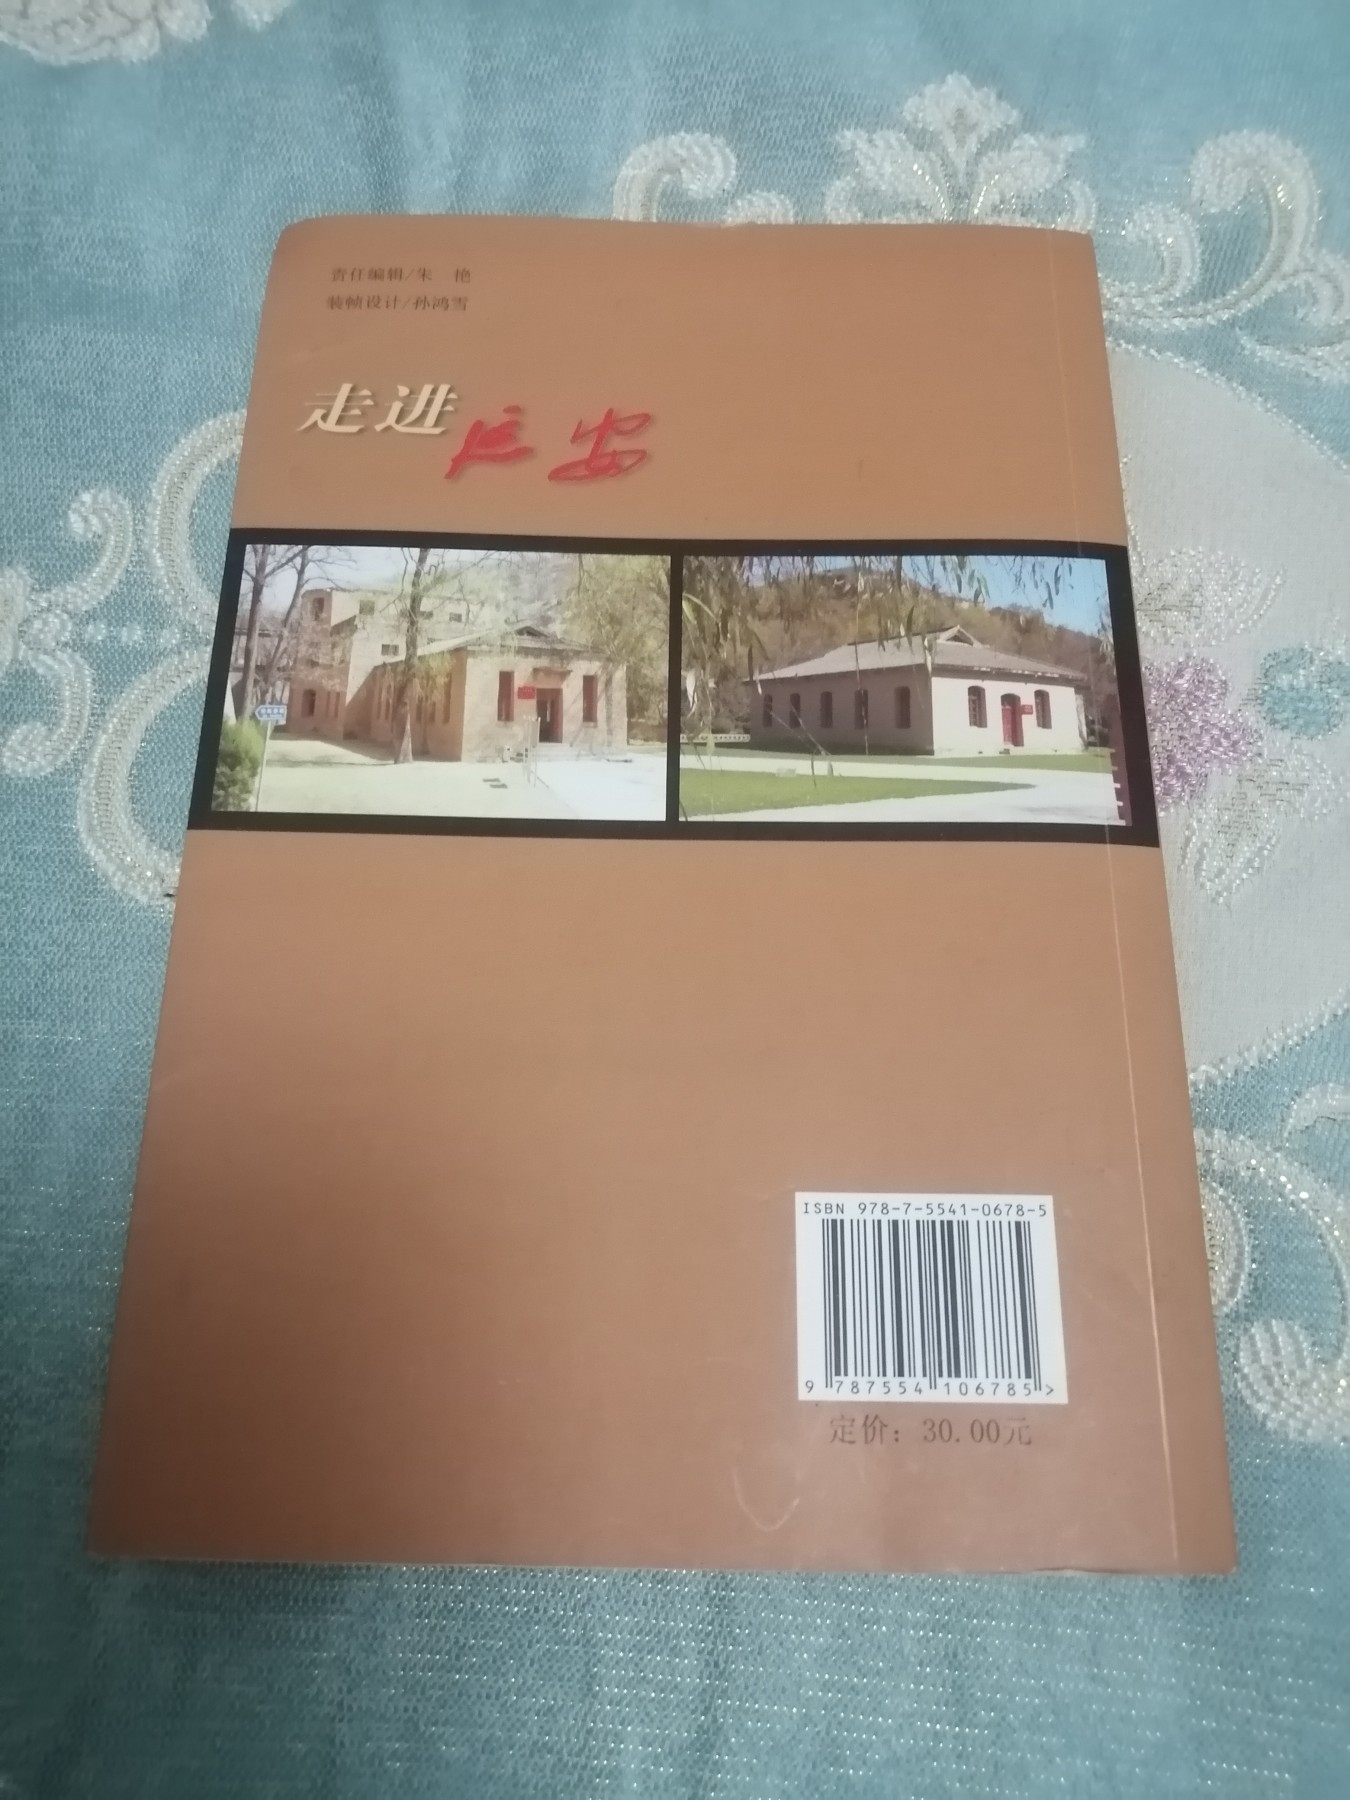 责任编辑/朱 艳
装帧设计/孙鸿雪
走进延安
ISBN 978-7-5541-0678-5
9 787554 106785 >
定价：30.00元